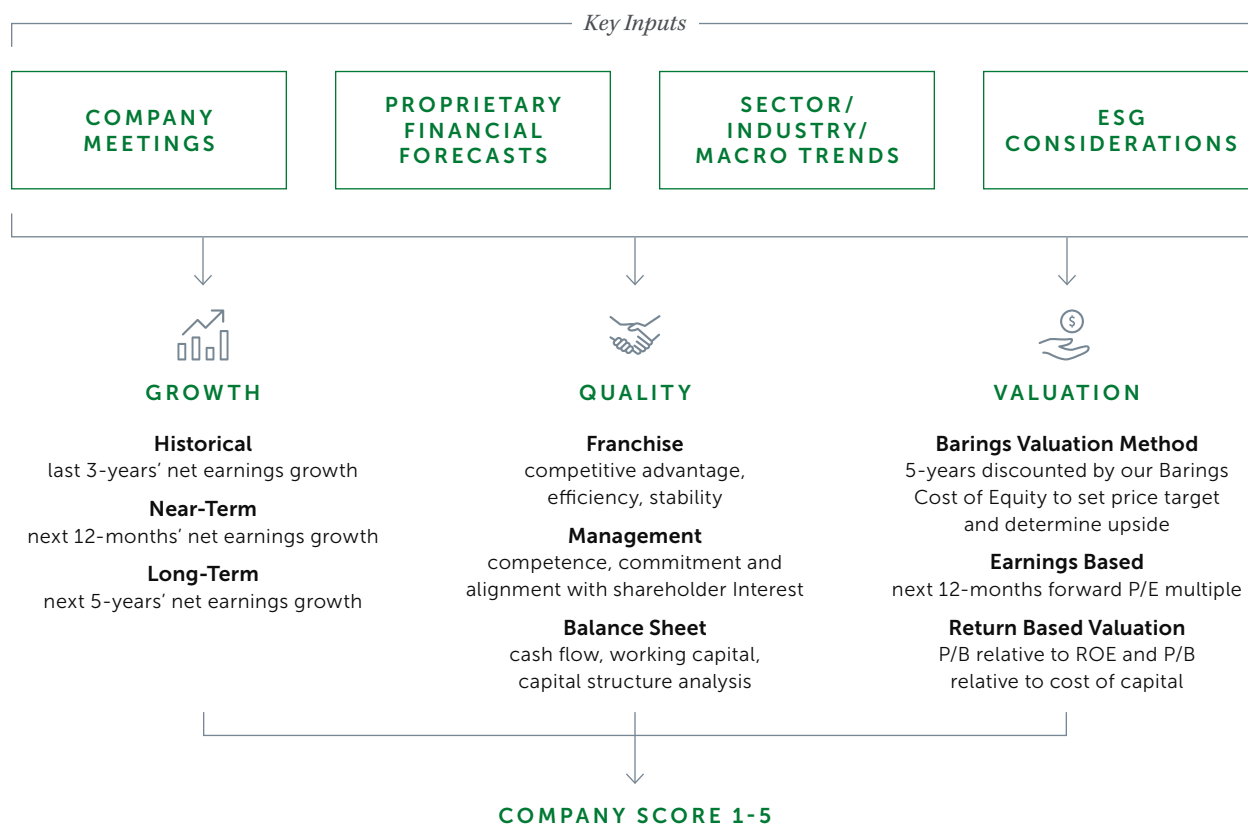 Key Inputs
COMPANY
MEETINGS
PROPRIETARY
FINANCIAL
FORECASTS
SECTOR/
INDUSTRY/
MACRO TRENDS
ESG
CONSIDERATIONS
GROWTH
Historical
last 3-years’ net earnings growth
Near-Term
next 12-months’ net earnings growth
Long-Term
next 5-years’ net earnings growth
QUALITY
Franchise
competitive advantage,
efficiency, stability
Management
competence, commitment and
alignment with shareholder Interest
Balance Sheet
cash flow, working capital,
capital structure analysis
$
VALUATION
Barings Valuation Method
5-years discounted by our Barings
Cost of Equity to set price target
and determine upside
Earnings Based
next 12-months forward P/E multiple
Return Based Valuation
P/B relative to ROE and P/B
relative to cost of capital
COMPANY SCORE 1-5